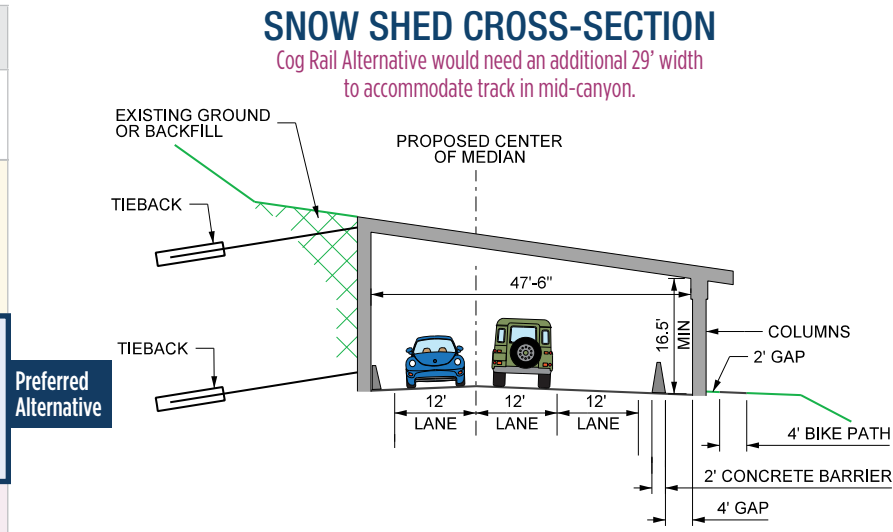 SNOW SHED CROSS-SECTION
Cog Rail Alternative would need an additional 29' width
to accommodate track in mid-canyon.
EXISTING GROUND
OR BACKFILL
PROPOSED CENTER
OF MEDIAN
TIEBACK
47'-6"
16.5'
MIN
COLUMNS
2' GAP
TIEBACK
Preferred
Alternative
12'
LANE
12'
LANE
12'
LANE
4' BIKE PATH
2' CONCRETE BARRIER
4' GAP